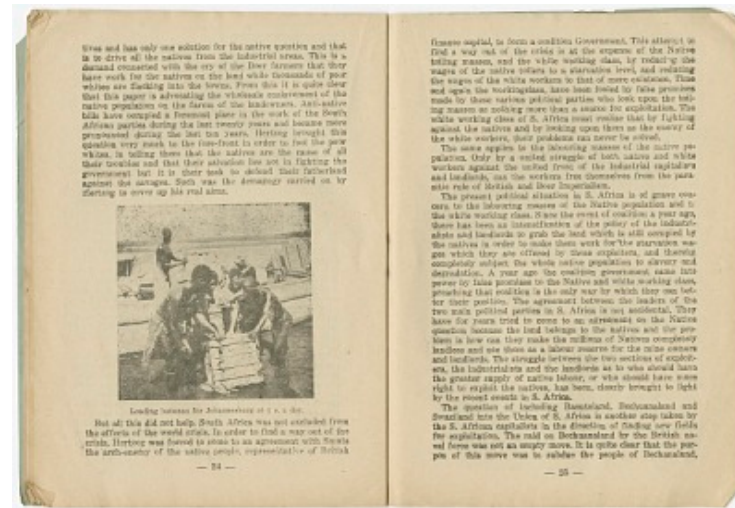 tives and has only one solution for the native question and that
is to drive all the natives from the industrial areas. This is a
demand connected with the cry of the Boer farmers that they
have work for the natives on the land while thousands of poor
whites are flocking into the towns. From this it is quite clear
that this paper is advocating the wholesale enslavement of the
native population on the farms of the landowners. Anti-native
bills have occupied a foremost place in the work of the South
African parties during the last twenty years and became more
pronounced during the last ten years. Hertzog brought this
question very much to the fore-front in order to fool the poor
whites, in telling them that the natives are the cause of all
their troubles and that their salvation lies not in fighting the
government but it is their task to defend their fatherland
against the savages. Such was the demagogy carried on by
Hertzog to cover up his real aims.
Loading bananas for Johannesburg at 1 s. a day.
But all this did not help. South Africa was not excluded from
the effects of the world crisis. In order to find a way out of the
crisis, Hertzog was forced to come to an agreement with Smuts
the arch-enemy of the native people, representative of British
— 24 —
finance capital, to form a coalition Government. This attempt to
find a way out of the crisis is at the expense of the Native
toiling masses, and the white working class, by reducing the
wages of the native toilers to a starvation level, and reducing
the wages of the white workers to that of mere existence. Time
and again the workingclass, have been fooled by false promises
made by these various political parties who look upon the toil-
ing masses as nothing more than a source for exploitation. The
white working class of S. Africa must realise that by fighting
against the natives and by looking upon them as the enemy of
the white workers, their problems can never be solved.
The same applies to the labouring masses of the native po-
pulation. Only by a united struggle of both native and white
workers against the united front of the industrial capitalists
and landlords, can the workers free themselves from the para-
sitic rule of British and Boer Imperialism.
The present political situation in S. Africa is of grave con-
cern to the labouring masses of the Native population and to
the white working class. Since the event of coalition a year ago,
there has been an intensification of the policy of the industri-
alists and landlords to grab the land which is still occupied by
the natives in order to make them work for the starvation wa-
ges which they are offered by these exploiters, and thereby
completely subject the whole native population to slavery and
degredation. A year ago the coalition government came into
power by false promises to the Native and white working class,
preaching that coalition is the only way by which they can bet-
ter their position. The agreement between the leaders of the
two main political parties in S. Africa is not accidental. They
have for years tried to come to an agreement on the Native
question because the land belongs to the natives and the pro-
blem is how can they make the millions of Natives completely
landless and use them as a labour reserve for the mine owners
and landlords. The struggle between the two sections of exploit-
ers, the industrialists and the landlords as to who should have
the greater supply of native labour, or who should have more
right to exploit the natives, has been, clearly brought to light
by the recent events in S. Africa.
The question of including Basutoland, Bechuanaland and
Swaziland into the Union of S. Africa is another step taken by
the S. African capitalists in the direction of finding new fields
for exploitation. The raid on Bechuanaland by the British na-
val force was not an empty move. It is quite clear that the pur-
pos of this move was to subdue the people of Bechuanaland,
— 25 —